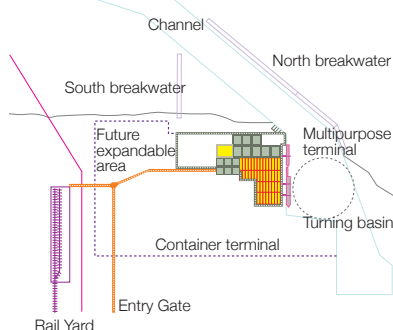 Channel
North breakwater
South breakwater
Future
expandable
area
Multipurpose
terminal
Turning basin
Container terminal
Entry Gate
Rail Yard